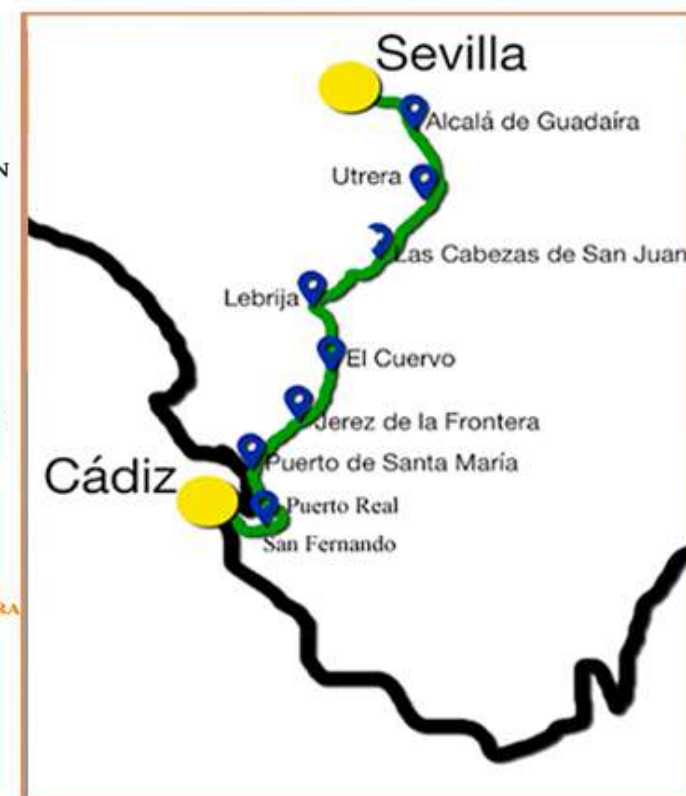 Sevilla
Alcalá de Guadaíra
Utrera
Las Cabezas de San Juan
Lebrija
El Cuervo
Jerez de la Frontera
Puerto de Santa María
Cádiz
Puerto Real
San Fernando